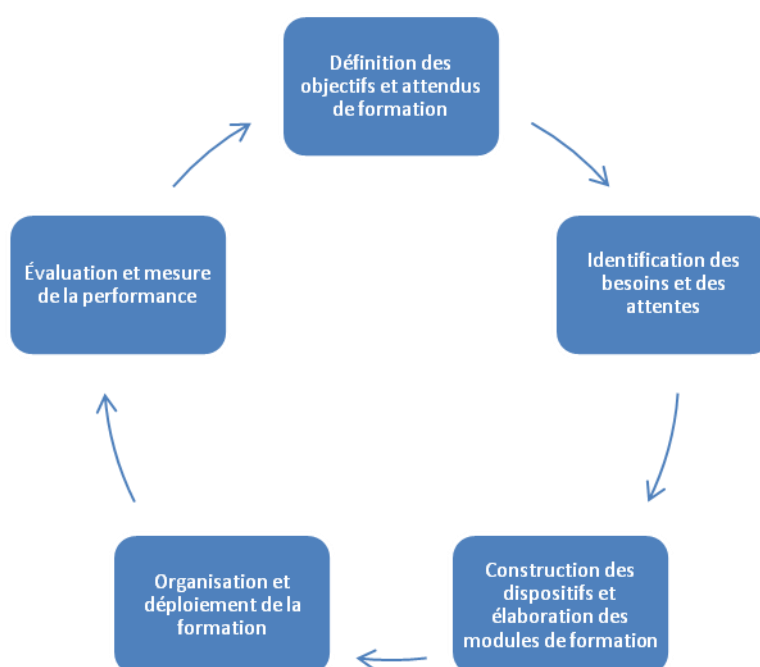 Définition des
objectifs et attendus
de formation
Identification des
besoins et des
attentes
Construction des
dispositifs et
élaboration des
modules de formation
Organisation et
déploiement de la
formation
Évaluation et mesure
de la performance